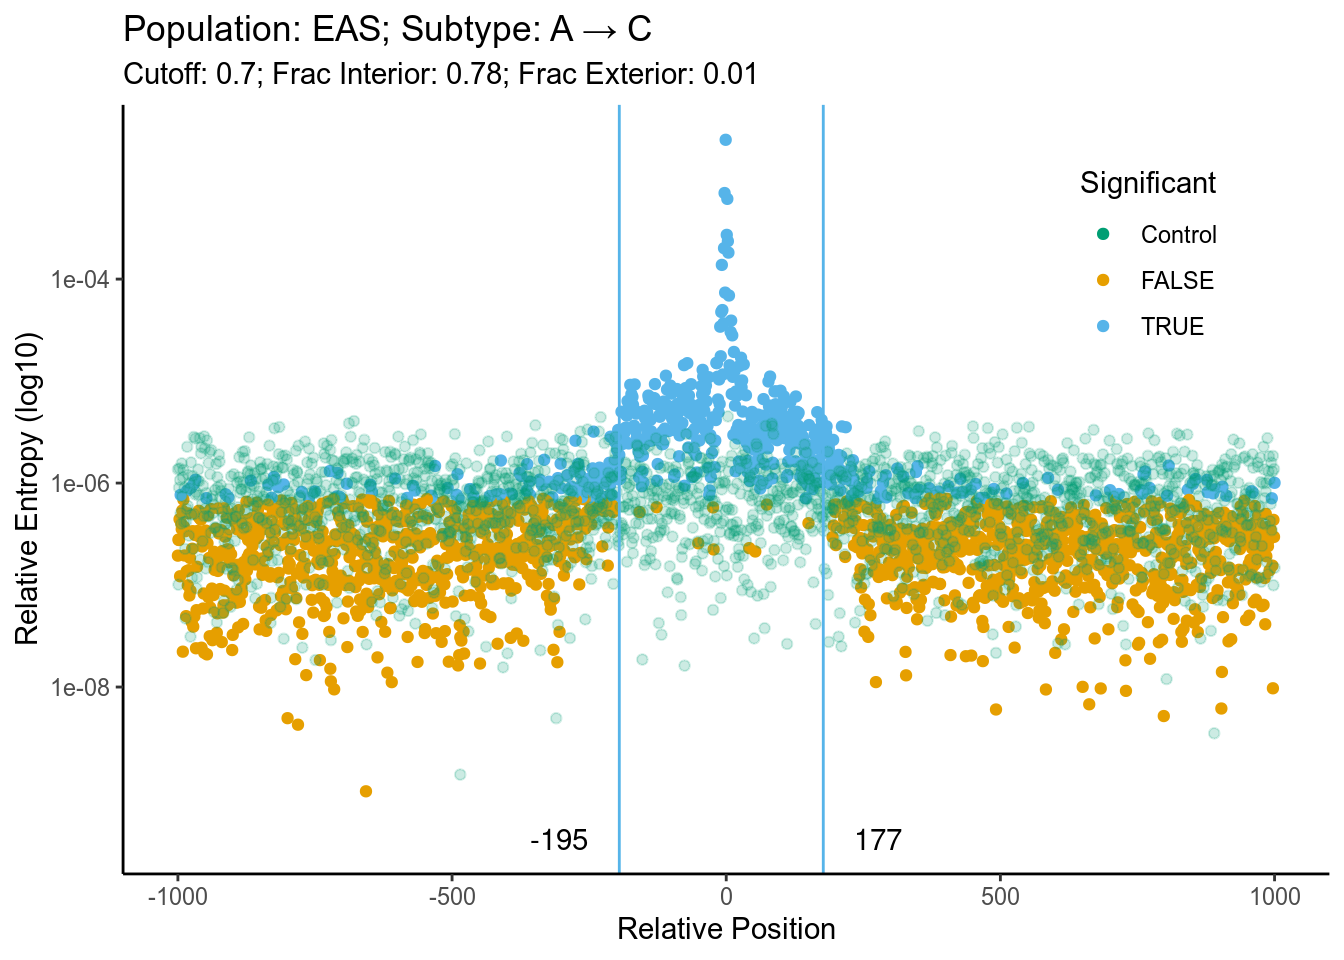 Population: EAS; Subtype: A → C
Cutoff: 0.7; Frac Interior: 0.78; Frac Exterior: 0.01
Significant
Control
FALSE
TRUE
1e-04
1e-06
1e-08
Relative Entropy (log10)
-195
177
-1000
-500
0
500
1000
Relative Position